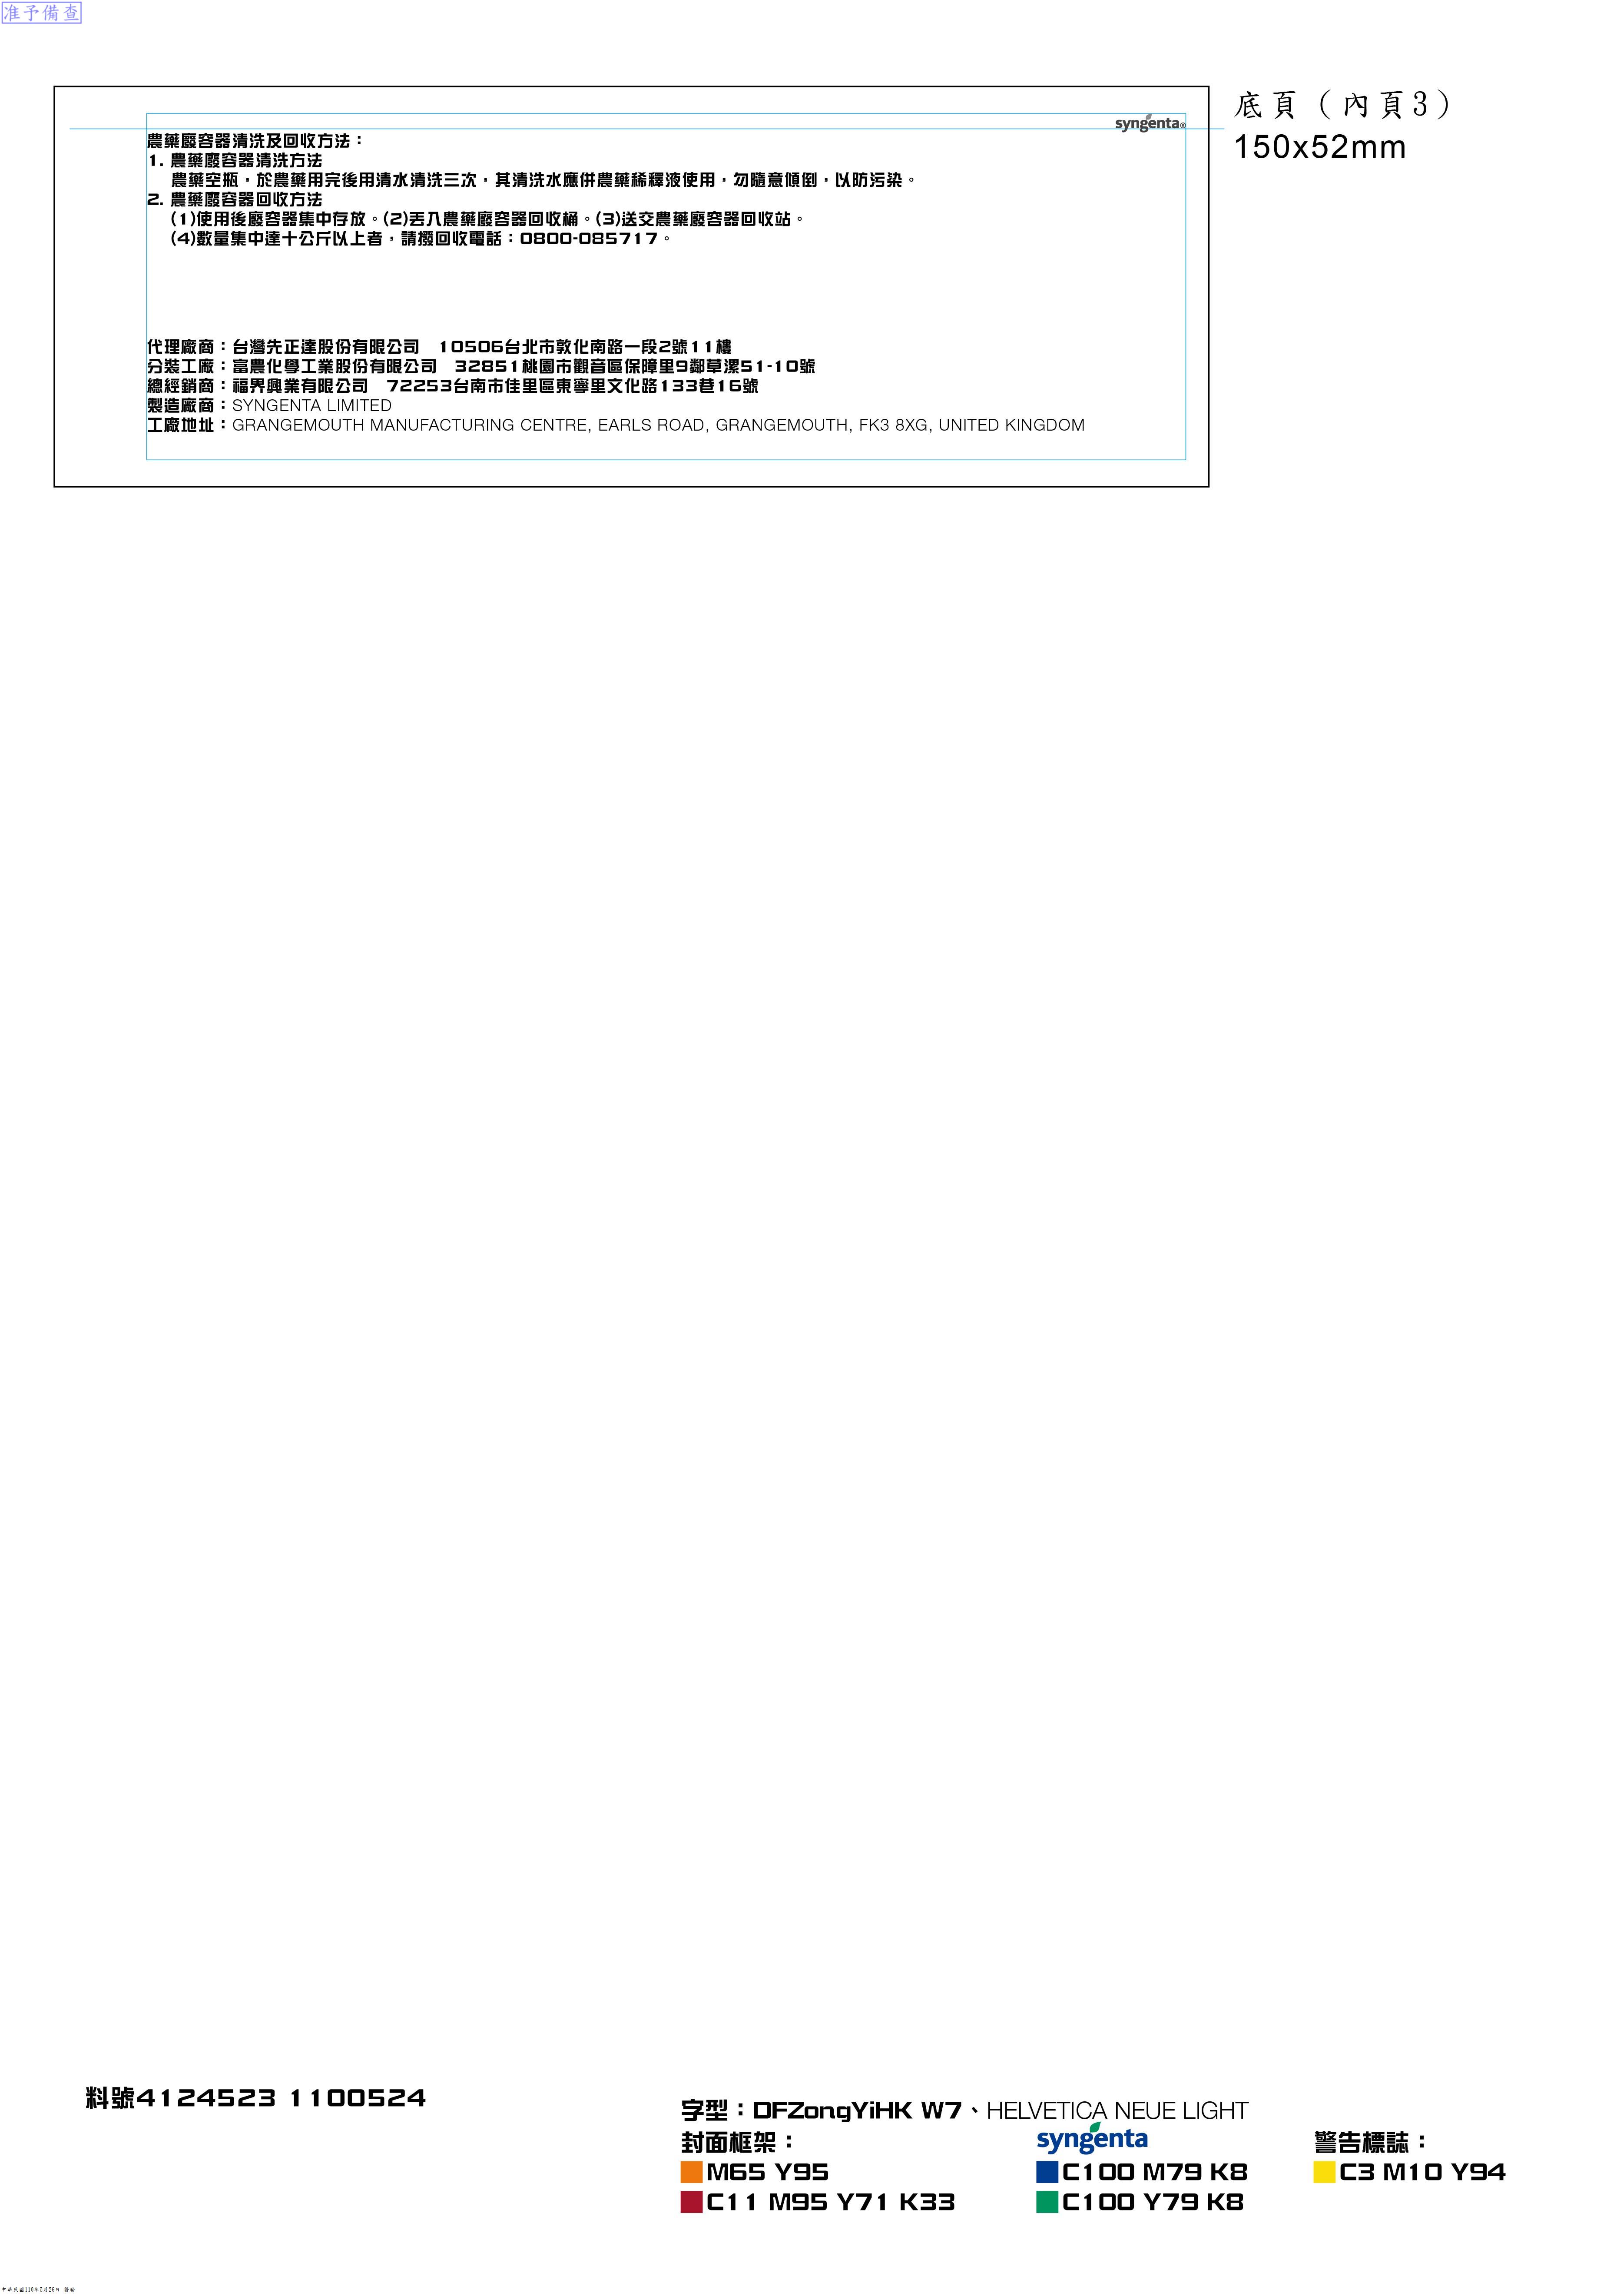 准予備查
底頁（內頁3）
150x52mm
syngenta®
農藥廢容器清洗及回收方法：
1. 農藥廢容器清洗方法
農藥空瓶，於農藥用完後用清水清洗三次，其清洗水應併農藥稀釋液使用，勿隨意傾倒，以防污染。
2. 農藥廢容器回收方法
(1)使用後廢容器集中存放。(2)丟入農藥廢容器回收桶。(3)送交農藥廢容器回收站。
(4)數量集中達十公斤以上者，請撥回收電話：0800-085717。
代理廠商：台灣先正達股份有限公司　10506台北市敦化南路一段2號11樓
分裝工廠：富農化學工業股份有限公司　32851桃園市觀音區保障里9鄰草漯51-10號
總經銷商：福界興業有限公司　72253台南市佳里區東寧里文化路133巷16號
製造廠商：SYNGENTA LIMITED
工廠地址：GRANGEMOUTH MANUFACTURING CENTRE, EARLS ROAD, GRANGEMOUTH, FK3 8XG, UNITED KINGDOM
料號4124523 1100524
字型：DFZongYiHK W7、HELVETICA NEUE LIGHT
封面框架：
M65 Y95
C11 M95 Y71 K33
syngenta
C100 M79 K8
C100 Y79 K8
警告標誌：
C3 M10 Y94